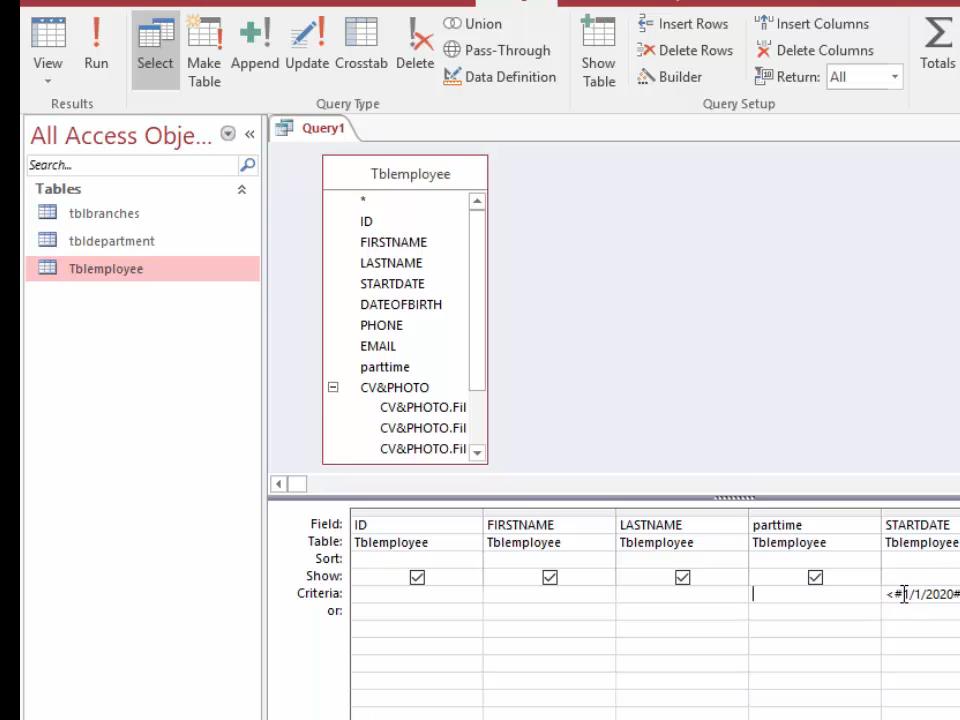 View
Run
Select
Make
Table
Append
Update
Crosstab
Delete
Union
Pass-Through
Data Definition
Show
Table
Insert Rows
Delete Rows
Builder
Insert Columns
Delete Columns
Return: All
Totals
Results
Query Type
Query Setup
All Access Obje...
Search...
Tables
tblbranches
tbldepartment
Tblemployee
Query1
Tblemployee
*
ID
FIRSTNAME
LASTNAME
STARTDATE
DATEOFBIRTH
PHONE
EMAIL
parttime
CV&PHOTO
CV&PHOTO.Fil
CV&PHOTO.Fil
CV&PHOTO.Fil
Field: ID FIRSTNAME LASTNAME parttime STARTDATE
Table: Tblemployee Tblemployee Tblemployee Tblemployee Tblemployee
Sort:
Show:
Criteria: <#1/1/2020#
or: